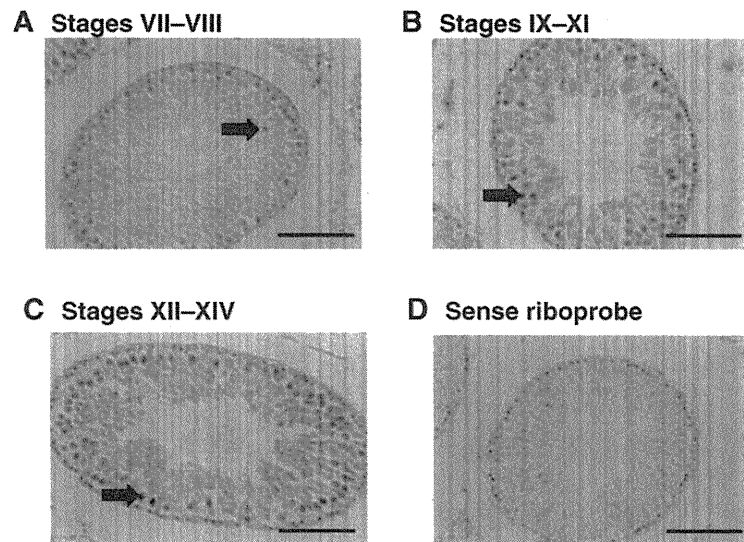 A Stages VII–VIII
B Stages IX–XI
C Stages XII–XIV
D Sense riboprobe